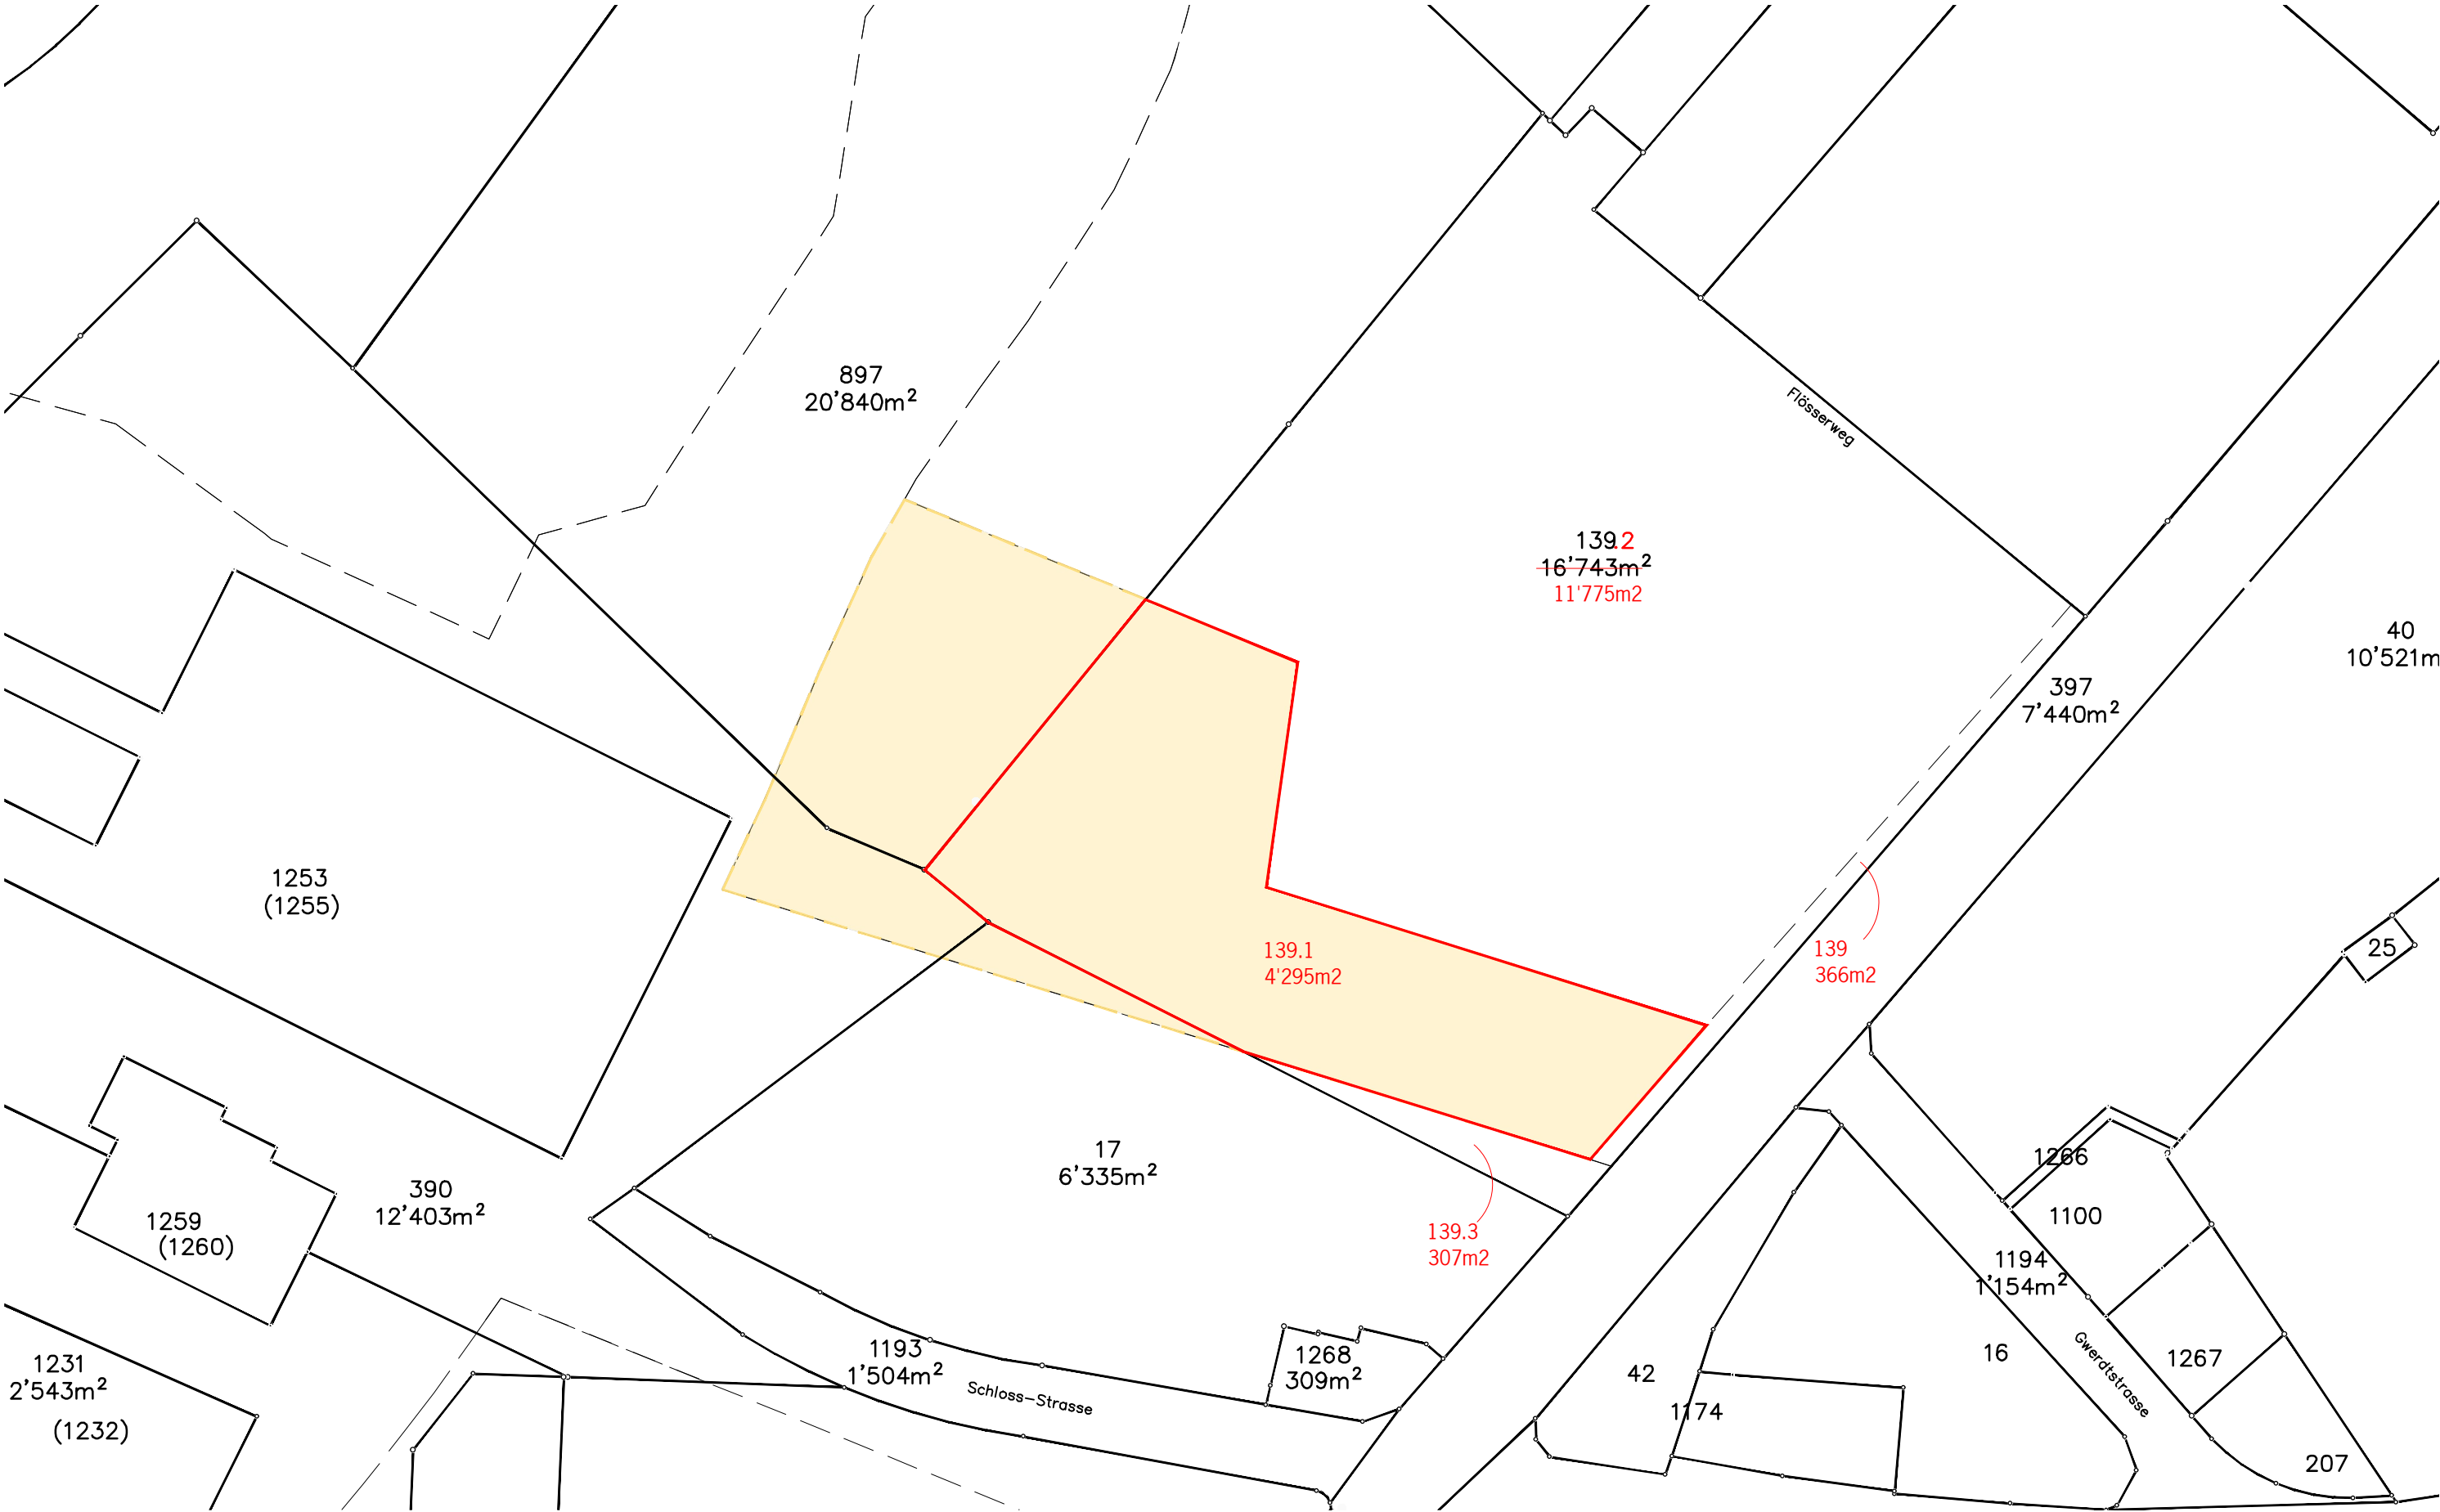 897
20'840m²
Flösserweg
139.2
16'743m²
11'775m2
40
10'521m
397
7'440m²
1253
(1255)
139.1
4'295m2
139
366m2
25
17
6'335m²
1266
1100
390
12'403m²
1259
(1260)
139.3
307m2
1194
1'154m²
1231
2'543m²
(1232)
1193
1'504m²
Schloss-Strasse
1268
309m²
42
1174
16
Gwerdtstrasse
1267
207